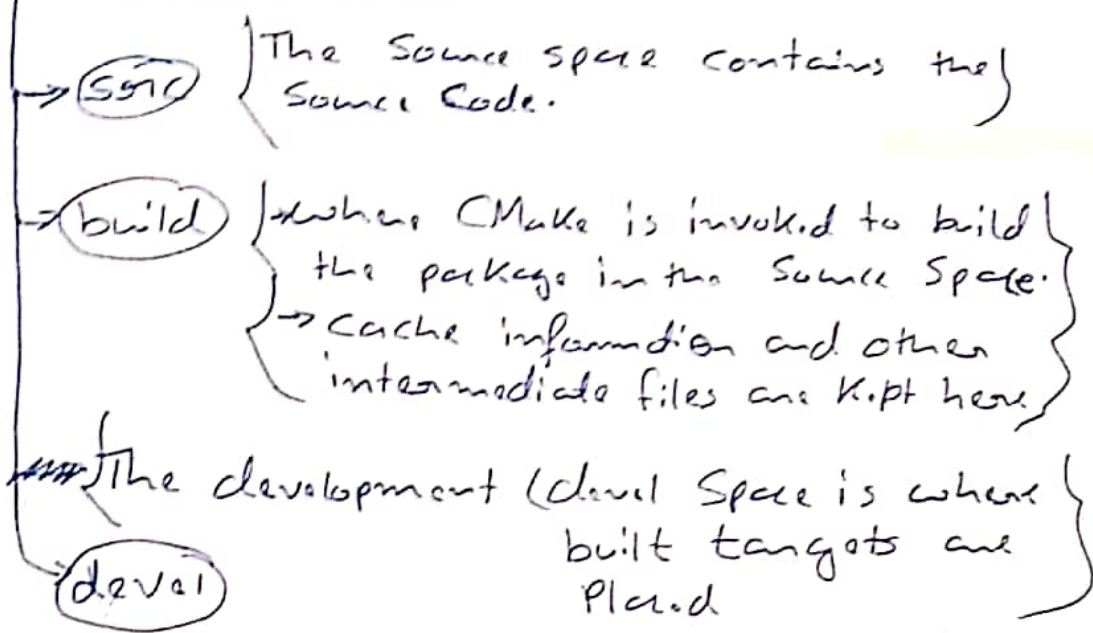 The Source space contains the
src
Source Code.
build
→ where CMake is invoked to build
the package in the Source Space.
→ Cache information and other
intermediate files are kept here
The development (devel Space is where
built targets are
devel
Placed